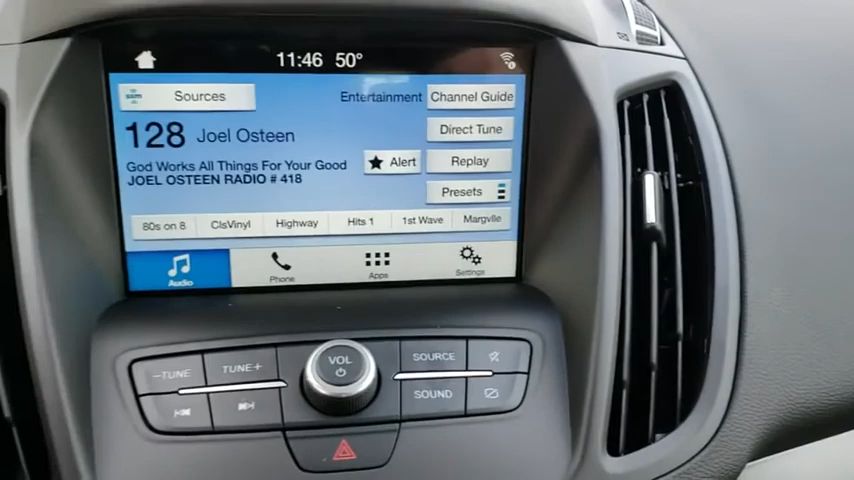 11:46 50°
sxm Sources
Entertainment
Channel Guide
128 Joel Osteen
Direct Tune
God Works All Things For Your Good
JOEL OSTEEN RADIO # 418
Alert
Replay
Presets
80s on 8
ClsVinyl
Highway
Hits 1
1st Wave
Margvlle
Audio
Phone
Apps
Settings
VOL
−TUNE
TUNE+
SOURCE
SOUND